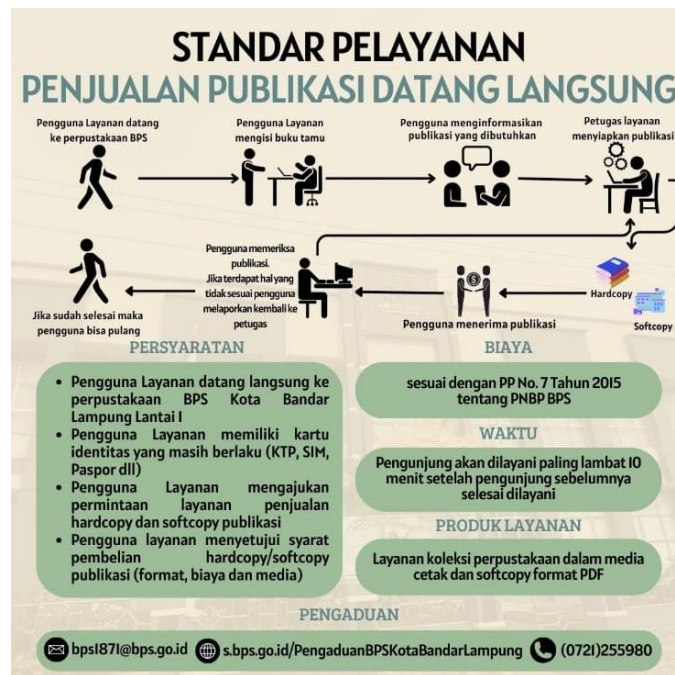 STANDAR PELAYANAN
PENJUALAN PUBLIKASI DATANG LANGSUNG
Pengguna Layanan datang
ke perpustakaan BPS
Pengguna Layanan
mengisi buku tamu
Pengguna menginformasikan
publikasi yang dibutuhkan
Petugas layanan
menyiapkan publikasi
Hardcopy
Softcopy
Pengguna menerima publikasi
Pengguna memeriksa
publikasi.
Jika terdapat hal yang
tidak sesuai pengguna
melaporkan kembali ke
petugas
Jika sudah selesai maka
pengguna bisa pulang
PERSYARATAN
• Pengguna Layanan datang langsung ke
perpustakaan BPS Kota Bandar
Lampung Lantai 1
• Pengguna Layanan memiliki kartu
identitas yang masih berlaku (KTP, SIM,
Paspor dll)
• Pengguna Layanan mengajukan
permintaan layanan penjualan
hardcopy dan softcopy publikasi
• Pengguna layanan menyetujui syarat
pembelian hardcopy/softcopy
publikasi (format, biaya dan media)
BIAYA
sesuai dengan PP No. 7 Tahun 2015
tentang PNBP BPS
WAKTU
Pengunjung akan dilayani paling lambat 10
menit setelah pengunjung sebelumnya
selesai dilayani
PRODUK LAYANAN
Layanan koleksi perpustakaan dalam media
cetak dan softcopy format PDF
PENGADUAN
bps1871@bps.go.id
s.bps.go.id/PengaduanBPSKotaBandarLampung
(0721)255980